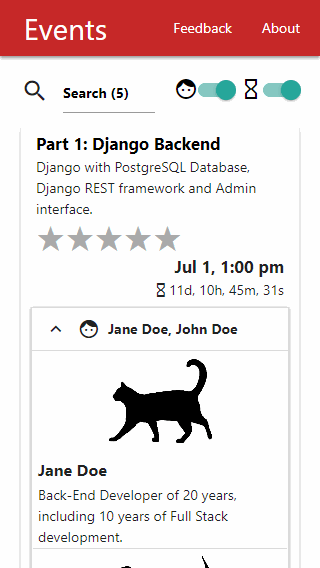 Events
Feedback
About
Search (5)
Part 1: Django Backend
Django with PostgreSQL Database,
Django REST framework and Admin
interface.
Jul 1, 1:00 pm
11d, 10h, 45m, 31s
Jane Doe, John Doe
Jane Doe
Back-End Developer of 20 years,
including 10 years of Full Stack
development.